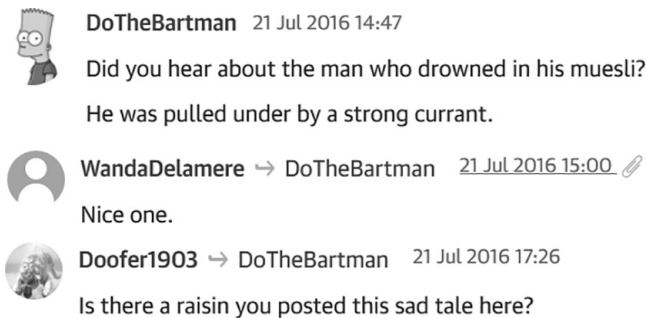 DoTheBartman 21 Jul 2016 14:47
Did you hear about the man who drowned in his muesli?
He was pulled under by a strong currant.
WandaDelamere ↪ DoTheBartman 21 Jul 2016 15:00
Nice one.
Doofer1903 ↪ DoTheBartman 21 Jul 2016 17:26
Is there a raisin you posted this sad tale here?